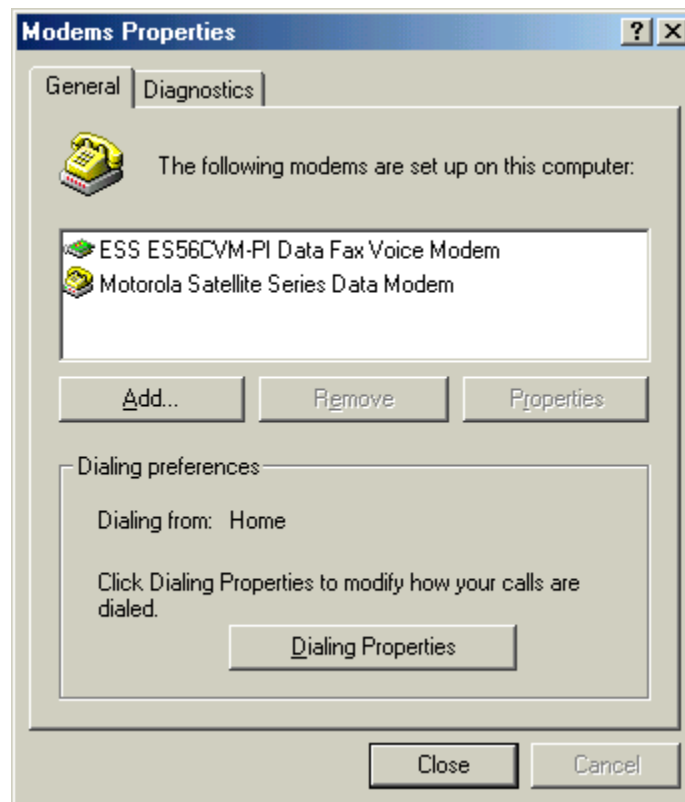 Modems Properties
General
Diagnostics
The following modems are set up on this computer:
ESS ES56CVM-PI Data Fax Voice Modem
Motorola Satellite Series Data Modem
Add...
Remove
Properties
Dialing preferences
Dialing from: Home
Click Dialing Properties to modify how your calls are
dialed.
Dialing Properties
Close
Cancel